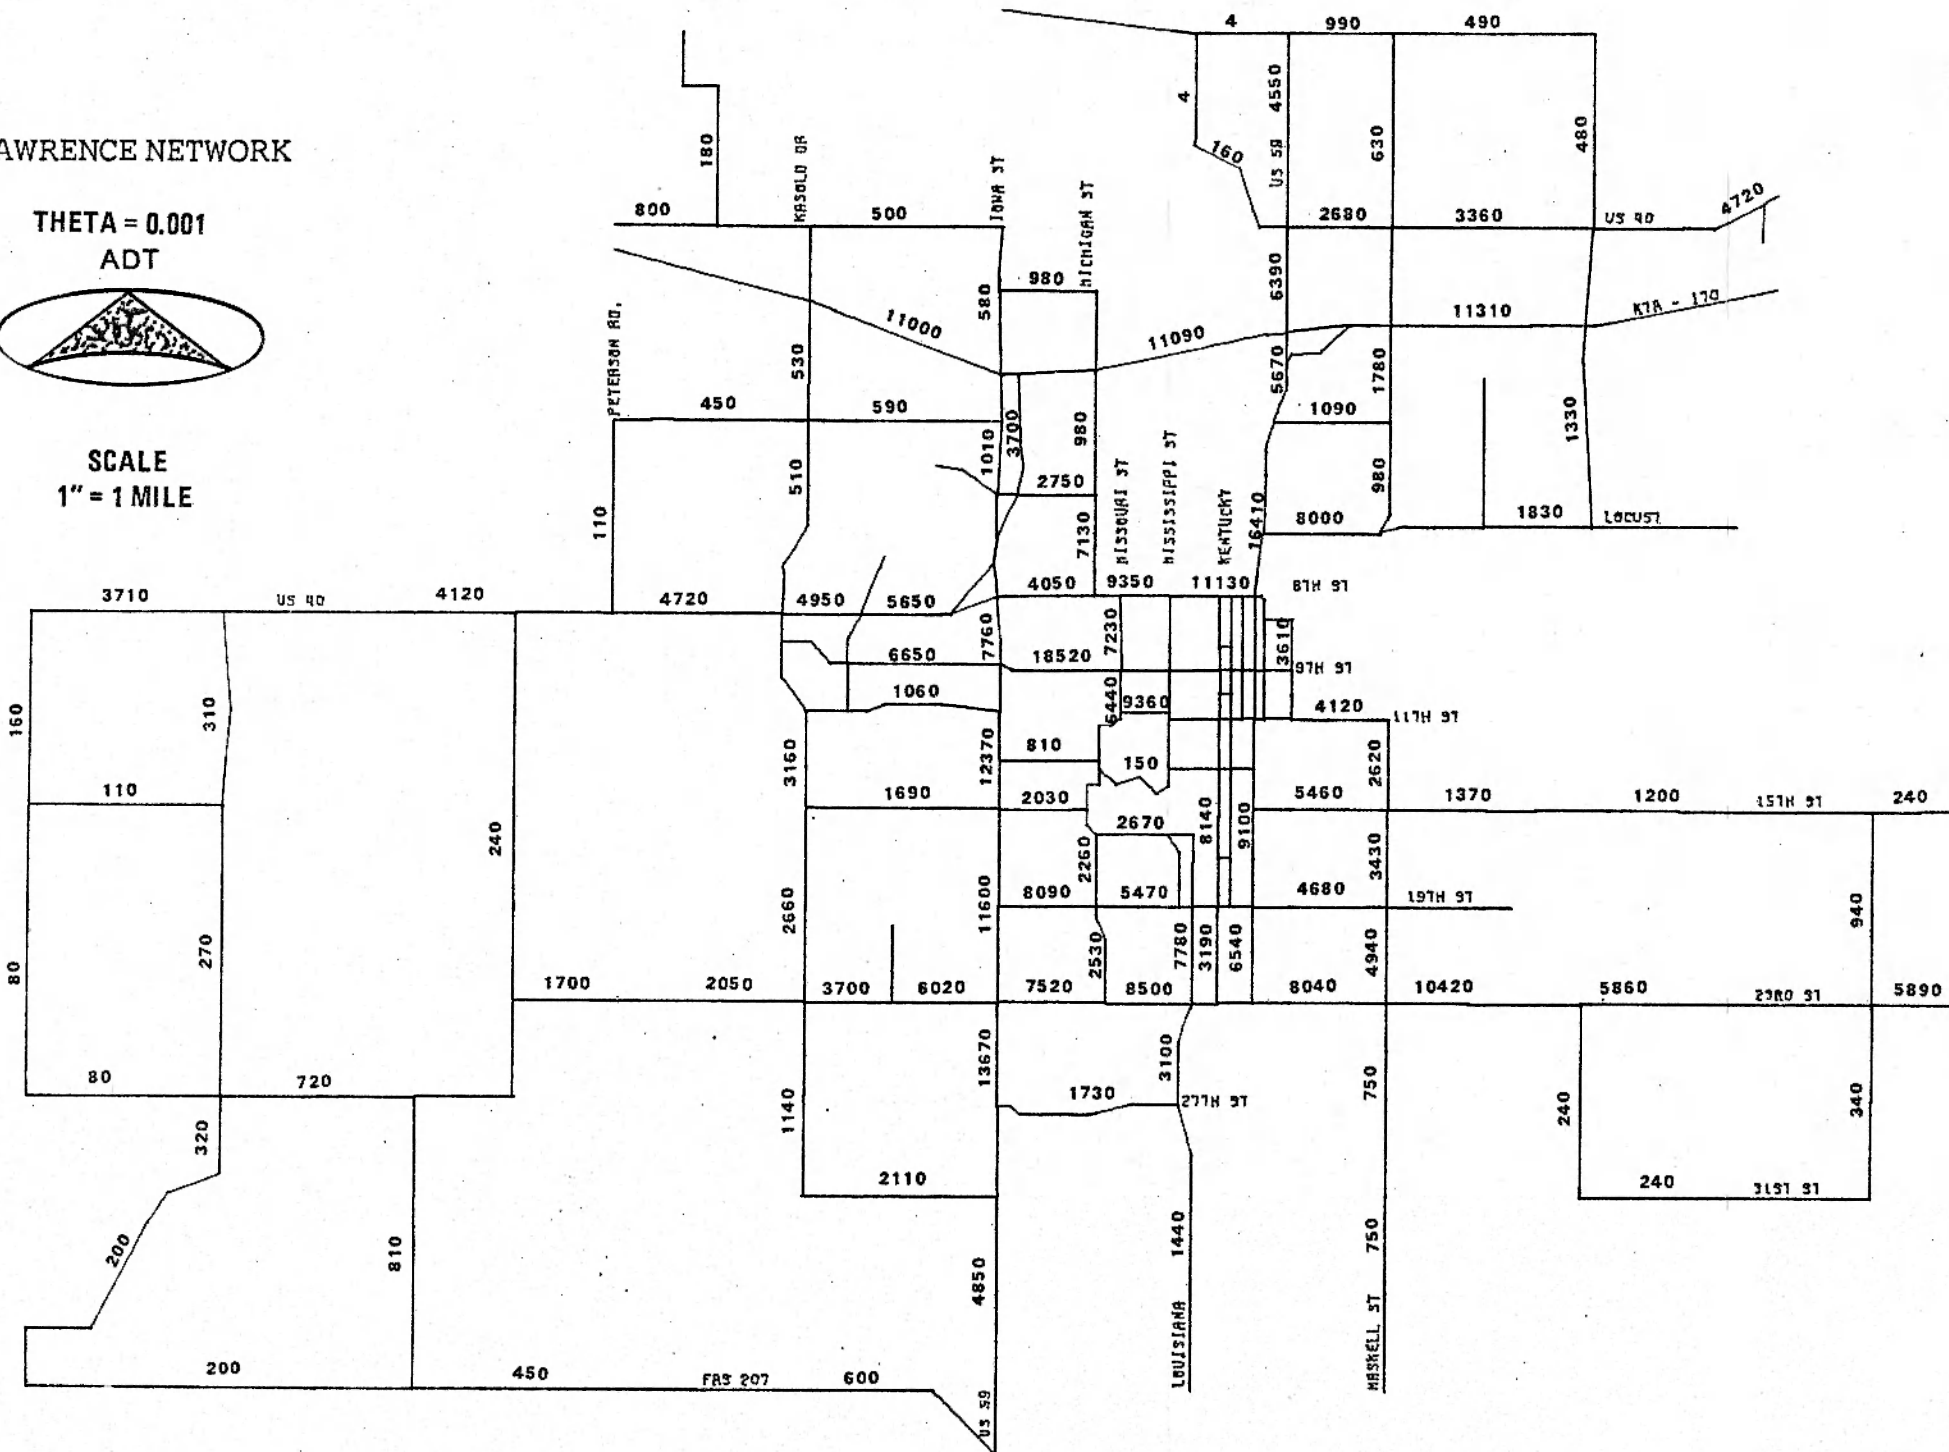 4 990 490
4
US 59 4550
630
480
160
AWRENCE NETWORK
THETA = 0.001
ADT
SCALE
1" = 1 MILE
180
KASOLD DR
IOWA ST
MICHIGAN ST
800 500
2680 3360 US 40 4720
980
580
6390
11000
11090
11310 KTA - I70
PETERSON RD.
530
5670
1780
450 590
1090
1330
1010
3700
980
MISSOURI ST
MISSISSIPPI ST
KENTUCKY
510
2750
980
110
7130
16410
8000 1830 LOCUST
3710 US 40 4120 4720 4950 5650 4050 9350 11130 8TH ST
7760
7230
3610
6650 18520 9TH ST
160
310
1060
6440
9360 4120 11TH ST
3160
12370
810
150
2620
110 1690 2030 5460 1370 1200 15TH ST 240
240
2670
8140
9100
2260
3430
80
270
2660
11600
8090 5470 4680 19TH ST
940
2530
7780
3190
6540
4940
1700 2050 3700 6020 7520 8500 8040 10420 5860 23RD ST 5890
13670
3100
750
80 720
1140
1730 27TH ST
240
340
320
2110
240 31ST ST
200
810
4850
1440
LOUISIANA
750
HASKELL ST
200 450 FAS 207 600
US 59